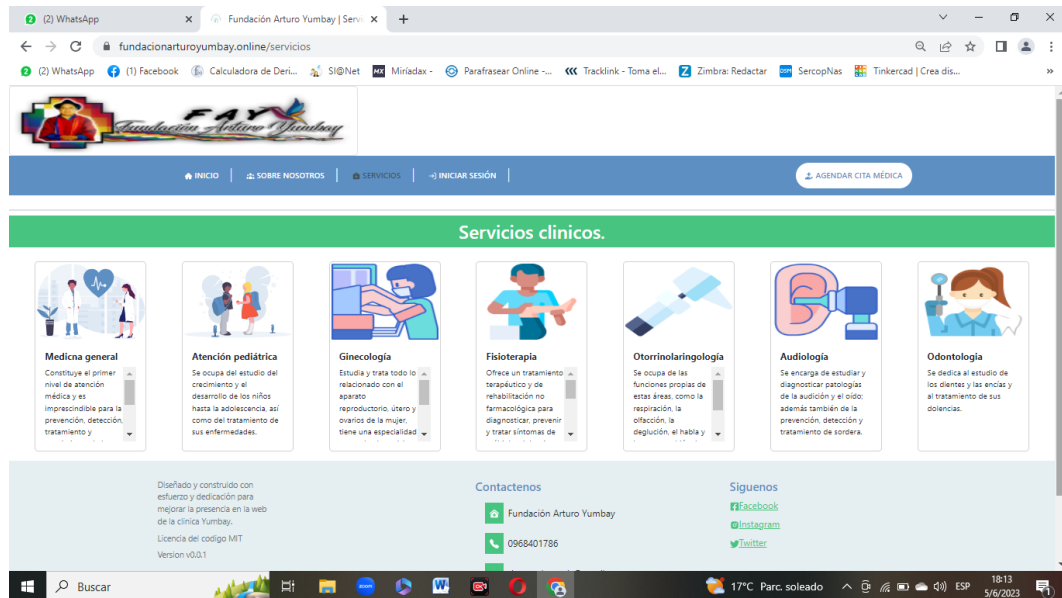 (2) WhatsApp
Fundación Arturo Yumbay | Servi
fundacionarturoyumbay.online/servicios
(2) WhatsApp
(1) Facebook
Calculadora de Deri...
SI@Net
Miríadax -
Parafrasear Online -...
Tracklink - Toma el...
Zimbra: Redactar
SercopNas
Tinkercad | Crea dis...
FAY
Fundación Arturo Yumbay
INICIO
SOBRE NOSOTROS
SERVICIOS
INICIAR SESIÓN
AGENDAR CITA MÉDICA
Servicios clinicos.
Medicna general
Constituye el primer
nivel de atención
médica y es
imprescindible para la
prevención, detección,
tratamiento y
Atención pediátrica
Se ocupa del estudio del
crecimiento y el
desarrollo de los niños
hasta la adolescencia, así
como del tratamiento de
sus enfermedades.
Ginecología
Estudia y trata todo lo
relacionado con el
aparato
reproductorio, útero y
ovarios de la mujer,
tiene una especialidad
Fisioterapia
Ofrece un tratamiento
terapéutico y de
rehabilitación no
farmacológica para
diagnosticar, prevenir
y tratar síntomas de
Otorrinolaringología
Se ocupa de las
funciones propias de
estas áreas, como la
respiración, la
olfacción, la
deglución, el habla y
Audiología
Se encarga de estudiar y
diagnosticar patologías
de la audición y el oido;
además también de la
prevención, detección y
tratamiento de sordera.
Odontologia
Se dedica al estudio de
los dientes y las encías y
al tratamiento de sus
dolencias.
Diseñado y construido con
esfuerzo y dedicación para
mejorar la presencia en la web
de la clínica Yumbay.
Licencia del codigo MIT
Version v0.0.1
Contactenos
Fundación Arturo Yumbay
0968401786
Siguenos
Facebook
Instagram
Twitter
Buscar
17°C Parc. soleado
ESP
18:13
5/6/2023